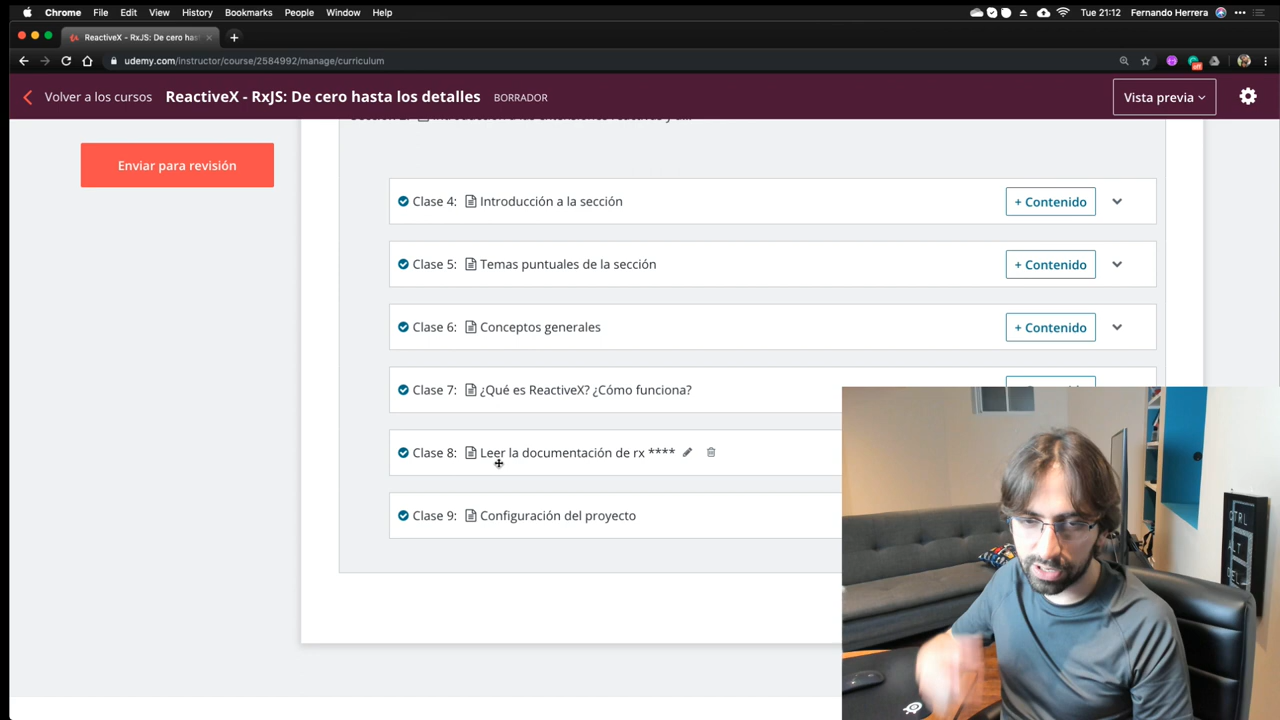 Chrome File Edit View History Bookmarks People Window Help Tue 21:12 Fernando Herrera
ReactiveX - RxJS: De cero has
udemy.com/instructor/course/2584992/manage/curriculum
Volver a los cursos ReactiveX - RxJS: De cero hasta los detalles BORRADOR Vista previa
Enviar para revisión
Clase 4: Introducción a la sección + Contenido
Clase 5: Temas puntuales de la sección + Contenido
Clase 6: Conceptos generales + Contenido
Clase 7: ¿Qué es ReactiveX? ¿Cómo funciona?
Clase 8: Leer la documentación de rx ****
Clase 9: Configuración del proyecto
CTRL
ALT
DEL